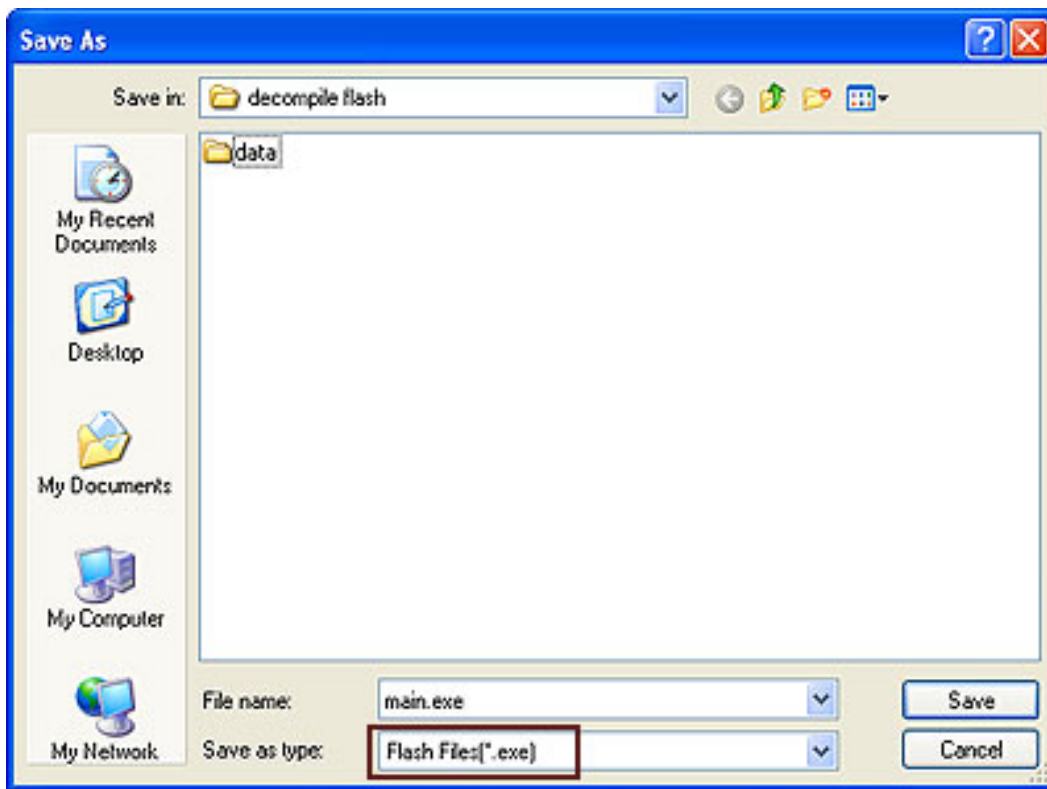 Save As
Save in:
decompile flash
data
My Recent
Documents
Desktop
My Documents
My Computer
My Network
File name:
main.exe
Save
Save as type:
Flash Files(*.exe)
Cancel